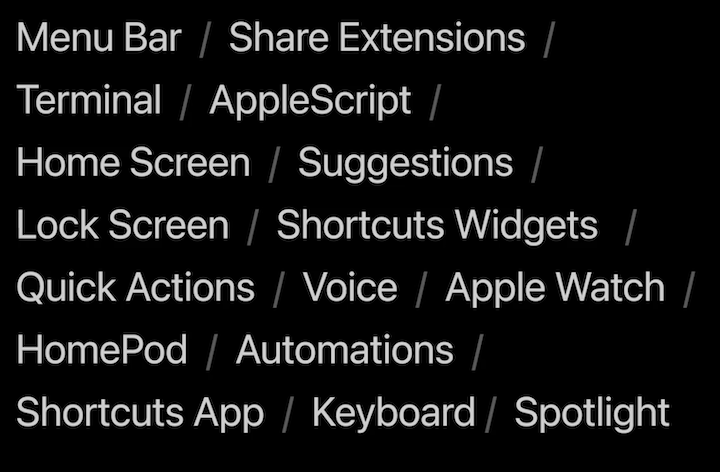 Menu Bar / Share Extensions /
Terminal / AppleScript /
Home Screen / Suggestions /
Lock Screen / Shortcuts Widgets /
Quick Actions / Voice / Apple Watch /
HomePod / Automations /
Shortcuts App / Keyboard / Spotlight